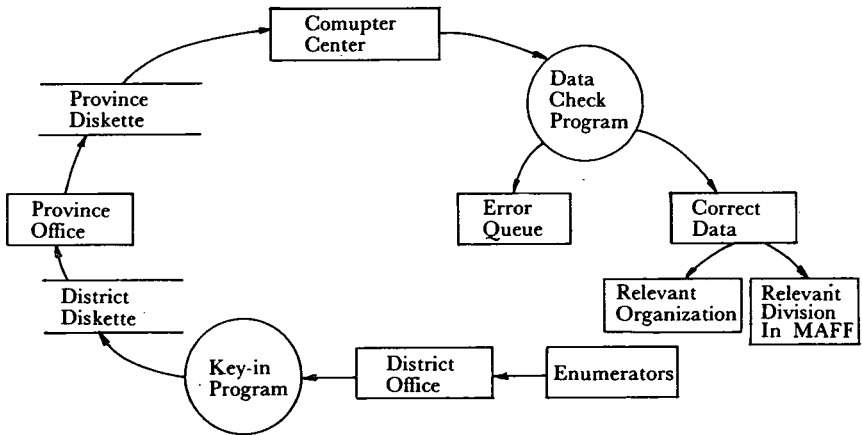 Comupter
Center
Data
Check
Program
Province
Diskette
Province
Office
Error
Queue
Correct
Data
District
Diskette
Relevant
Organization
Relevant
Division
In MAFF
Key-in
Program
District
Office
Enumerators